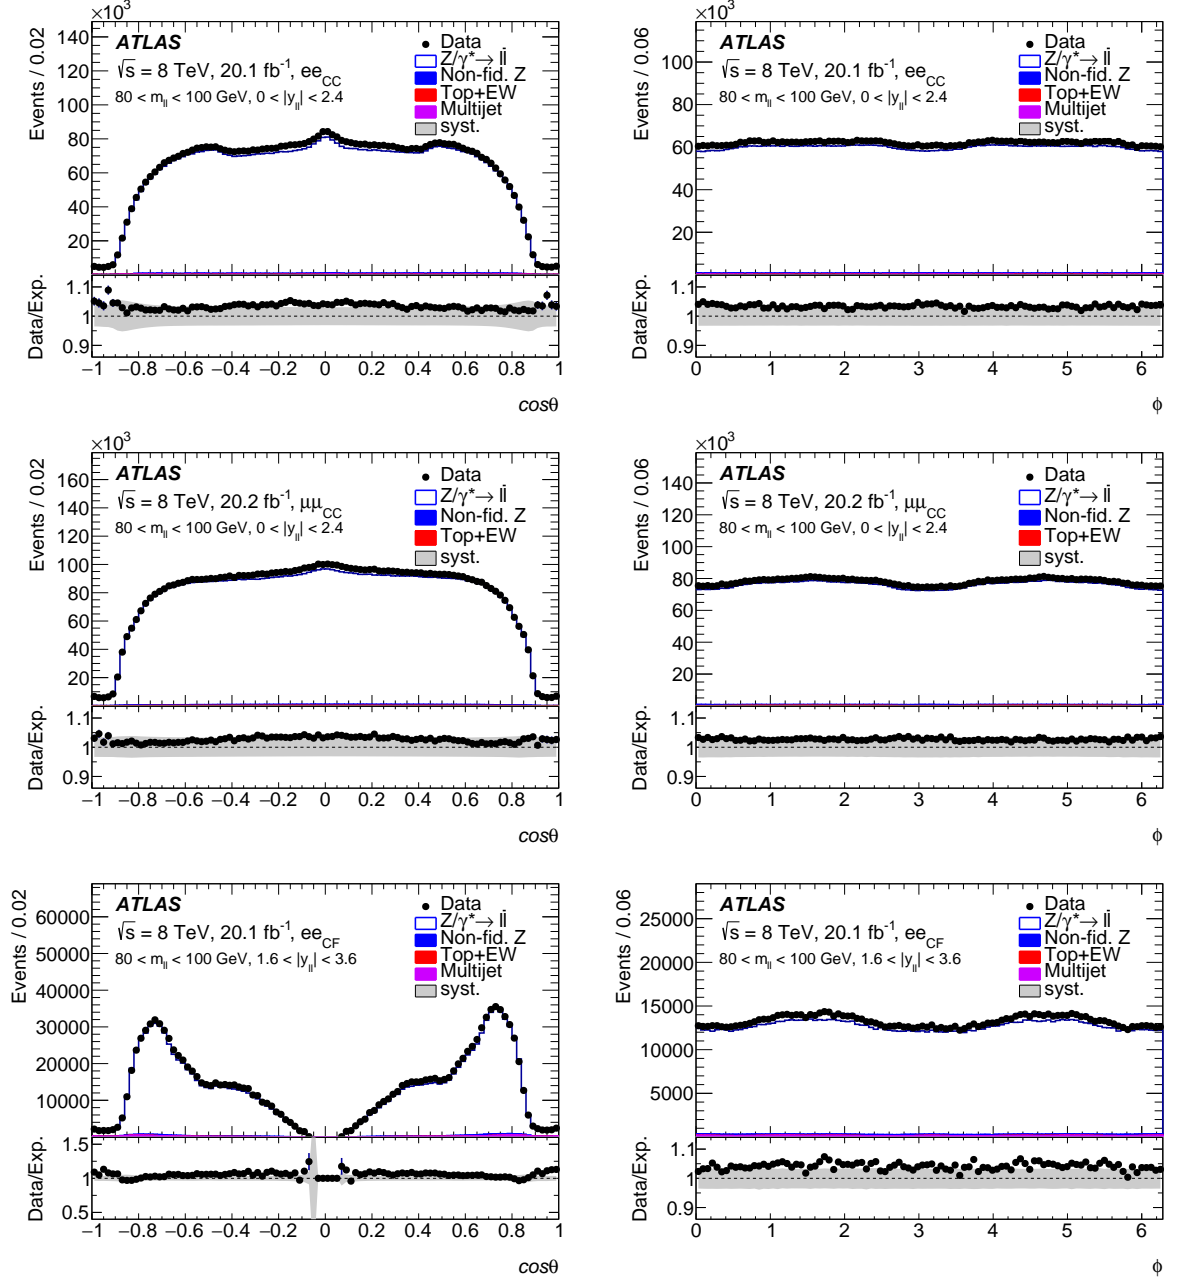 ×10³
140
120
100
80
60
40
20
Events / 0.02
ATLAS
√s = 8 TeV, 20.1 fb⁻¹, ee_CC
80 < m_ll < 100 GeV, 0 < |y_ll| < 2.4
Data
Z/γ*→ ll̄
Non-fid. Z
Top+EW
Multijet
syst.
1.1
1
0.9
Data/Exp.
−1 −0.8 −0.6 −0.4 −0.2 0 0.2 0.4 0.6 0.8 1
cosθ
×10³
100
80
60
40
20
Events / 0.06
ATLAS
√s = 8 TeV, 20.1 fb⁻¹, ee_CC
80 < m_ll < 100 GeV, 0 < |y_ll| < 2.4
Data
Z/γ*→ ll̄
Non-fid. Z
Top+EW
Multijet
syst.
1.1
1
0.9
Data/Exp.
0 1 2 3 4 5 6
ϕ
×10³
160
140
120
100
80
60
40
20
Events / 0.02
ATLAS
√s = 8 TeV, 20.2 fb⁻¹, μμ_CC
80 < m_ll < 100 GeV, 0 < |y_ll| < 2.4
Data
Z/γ*→ ll̄
Non-fid. Z
Top+EW
syst.
1.1
1
0.9
Data/Exp.
−1 −0.8 −0.6 −0.4 −0.2 0 0.2 0.4 0.6 0.8 1
cosθ
×10³
140
120
100
80
60
40
20
Events / 0.06
ATLAS
√s = 8 TeV, 20.2 fb⁻¹, μμ_CC
80 < m_ll < 100 GeV, 0 < |y_ll| < 2.4
Data
Z/γ*→ ll̄
Non-fid. Z
Top+EW
syst.
1.1
1
0.9
Data/Exp.
0 1 2 3 4 5 6
ϕ
60000
50000
40000
30000
20000
10000
Events / 0.02
ATLAS
√s = 8 TeV, 20.1 fb⁻¹, ee_CF
80 < m_ll < 100 GeV, 1.6 < |y_ll| < 3.6
Data
Z/γ*→ ll̄
Non-fid. Z
Top+EW
Multijet
syst.
1.5
1
0.5
Data/Exp.
−1 −0.8 −0.6 −0.4 −0.2 0 0.2 0.4 0.6 0.8 1
cosθ
25000
20000
15000
10000
5000
Events / 0.06
ATLAS
√s = 8 TeV, 20.1 fb⁻¹, ee_CF
80 < m_ll < 100 GeV, 1.6 < |y_ll| < 3.6
Data
Z/γ*→ ll̄
Non-fid. Z
Top+EW
Multijet
syst.
1.1
1
0.9
Data/Exp.
0 1 2 3 4 5 6
ϕ